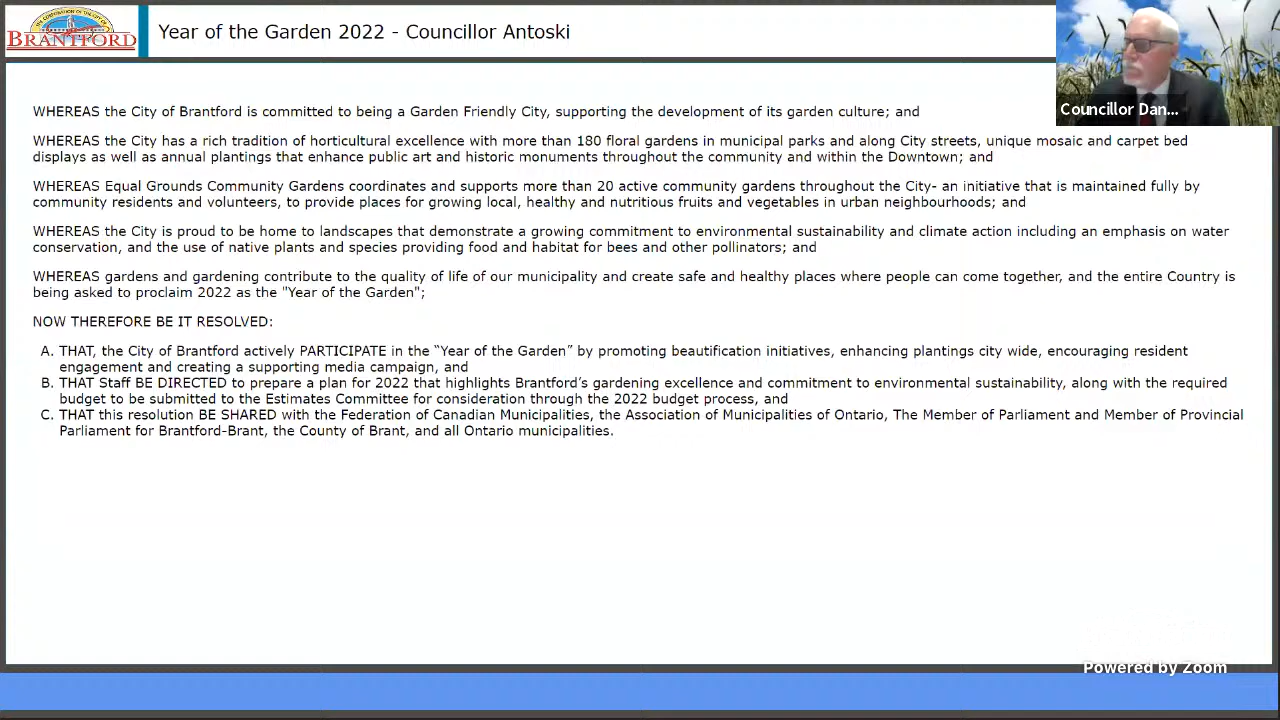 THE CORPORATION OF THE CITY OF
BRANTFORD
Year of the Garden 2022 - Councillor Antoski
Councillor Dan...
WHEREAS the City of Brantford is committed to being a Garden Friendly City, supporting the development of its garden culture; and
WHEREAS the City has a rich tradition of horticultural excellence with more than 180 floral gardens in municipal parks and along City streets, unique mosaic and carpet bed
displays as well as annual plantings that enhance public art and historic monuments throughout the community and within the Downtown; and
WHEREAS Equal Grounds Community Gardens coordinates and supports more than 20 active community gardens throughout the City- an initiative that is maintained fully by
community residents and volunteers, to provide places for growing local, healthy and nutritious fruits and vegetables in urban neighbourhoods; and
WHEREAS the City is proud to be home to landscapes that demonstrate a growing commitment to environmental sustainability and climate action including an emphasis on water
conservation, and the use of native plants and species providing food and habitat for bees and other pollinators; and
WHEREAS gardens and gardening contribute to the quality of life of our municipality and create safe and healthy places where people can come together, and the entire Country is
being asked to proclaim 2022 as the "Year of the Garden";
NOW THEREFORE BE IT RESOLVED:
A. THAT, the City of Brantford actively PARTICIPATE in the “Year of the Garden” by promoting beautification initiatives, enhancing plantings city wide, encouraging resident
engagement and creating a supporting media campaign, and
B. THAT Staff BE DIRECTED to prepare a plan for 2022 that highlights Brantford’s gardening excellence and commitment to environmental sustainability, along with the required
budget to be submitted to the Estimates Committee for consideration through the 2022 budget process, and
C. THAT this resolution BE SHARED with the Federation of Canadian Municipalities, the Association of Municipalities of Ontario, The Member of Parliament and Member of Provincial
Parliament for Brantford-Brant, the County of Brant, and all Ontario municipalities.
Powered by Zoom